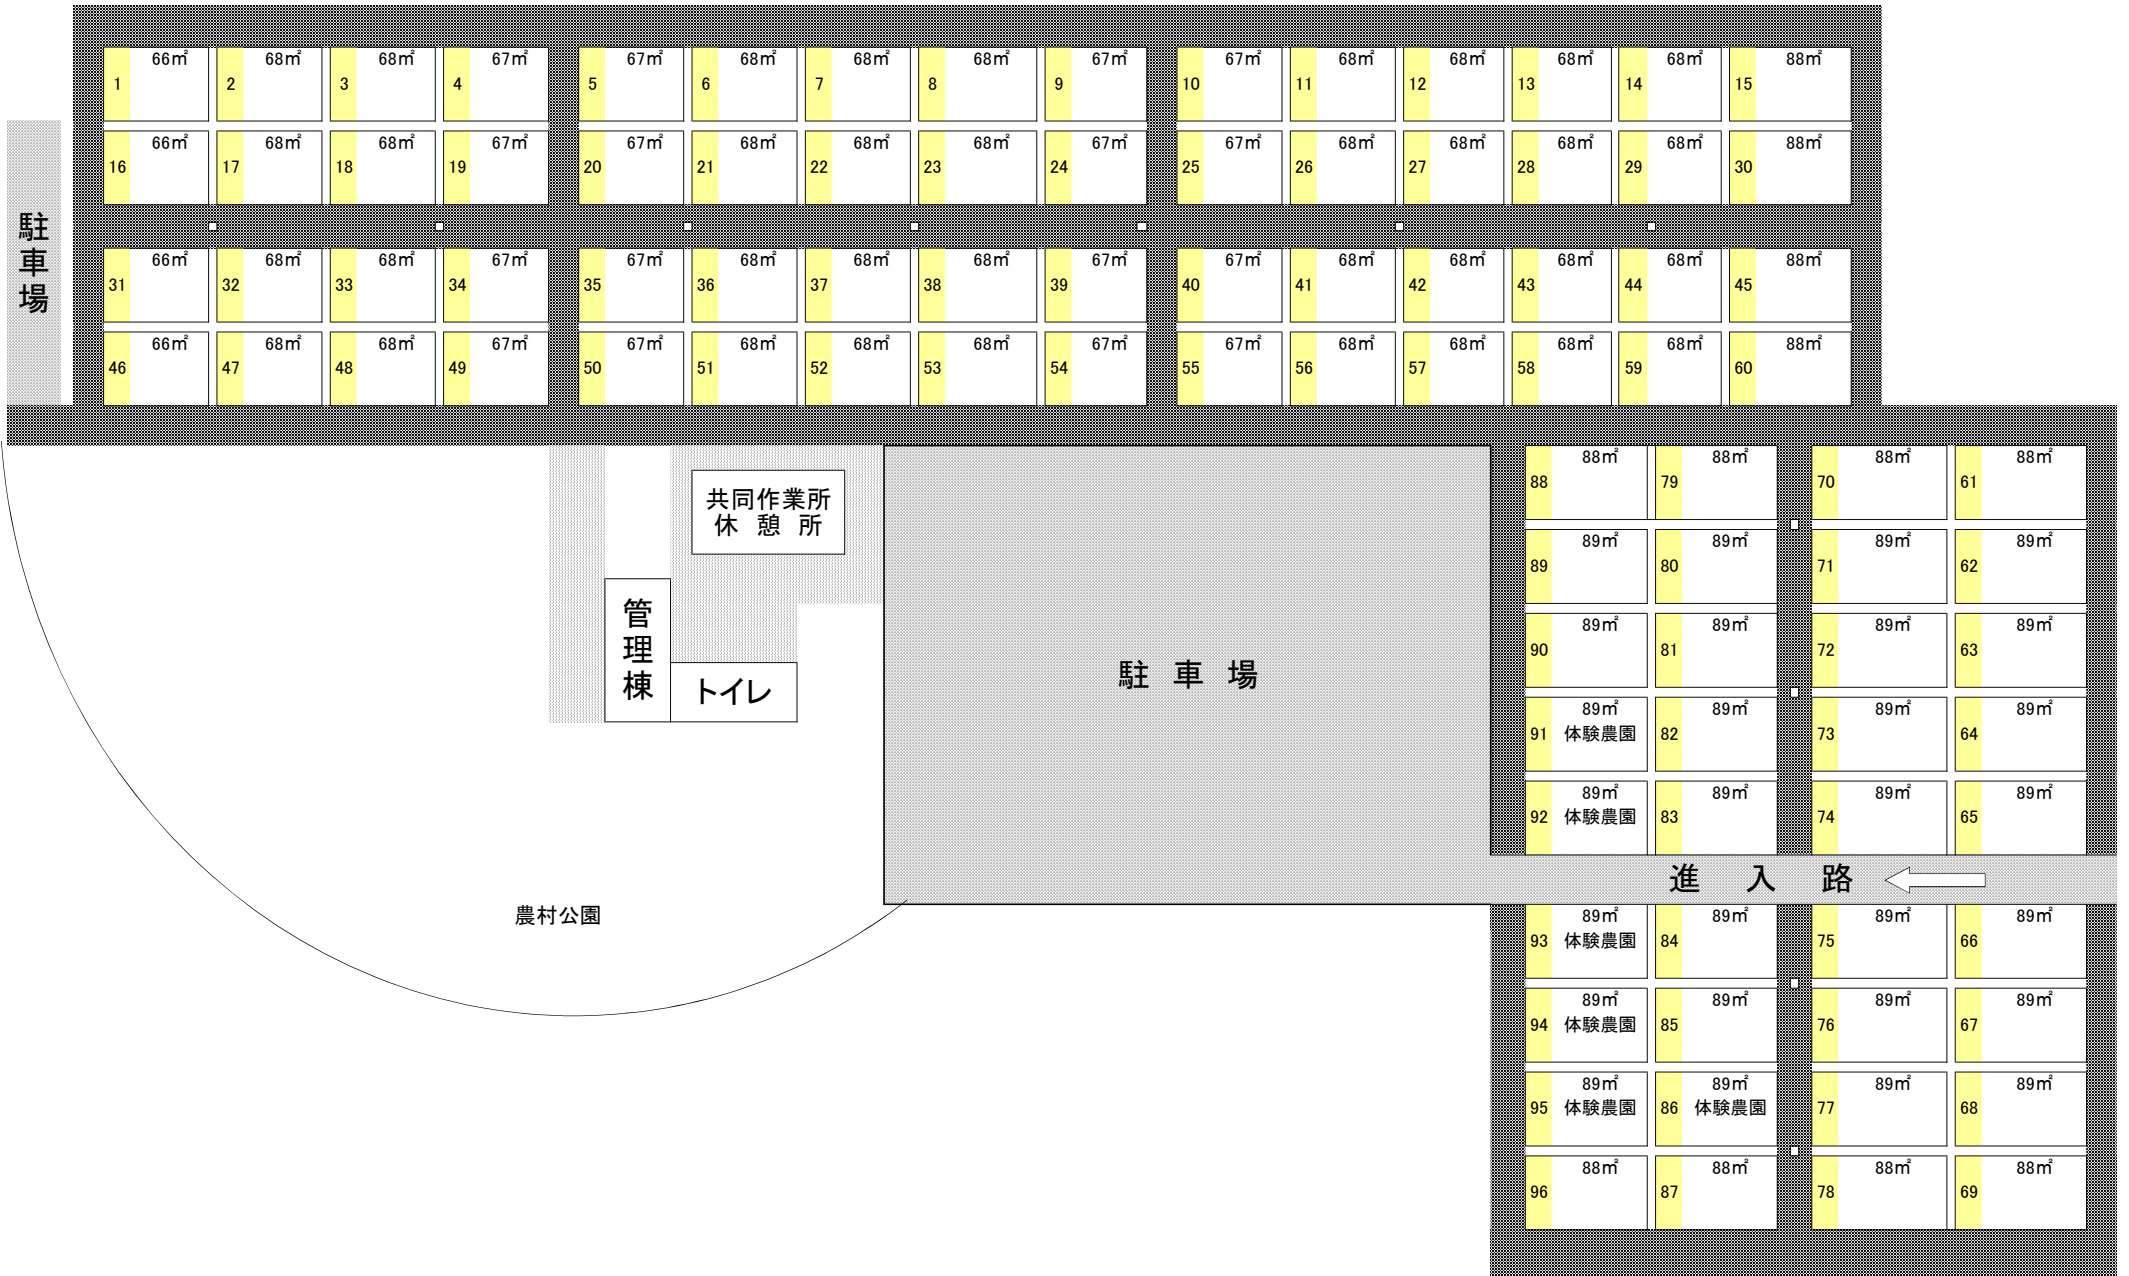 66㎡ 68㎡ 68㎡ 67㎡ 67㎡ 68㎡ 68㎡ 68㎡ 67㎡ 67㎡ 68㎡ 68㎡ 68㎡ 68㎡ 88㎡
1 2 3 4 5 6 7 8 9 10 11 12 13 14 15
66㎡ 68㎡ 68㎡ 67㎡ 67㎡ 68㎡ 68㎡ 68㎡ 67㎡ 67㎡ 68㎡ 68㎡ 68㎡ 68㎡ 88㎡
16 17 18 19 20 21 22 23 24 25 26 27 28 29 30
駐車場
66㎡ 68㎡ 68㎡ 67㎡ 67㎡ 68㎡ 68㎡ 68㎡ 67㎡ 67㎡ 68㎡ 68㎡ 68㎡ 68㎡ 88㎡
31 32 33 34 35 36 37 38 39 40 41 42 43 44 45
66㎡ 68㎡ 68㎡ 67㎡ 67㎡ 68㎡ 68㎡ 68㎡ 67㎡ 67㎡ 68㎡ 68㎡ 68㎡ 68㎡ 88㎡
46 47 48 49 50 51 52 53 54 55 56 57 58 59 60
共同作業所
休 憩 所
管理棟
トイレ
農村公園
駐 車 場
88㎡ 88㎡ 88㎡ 88㎡
88 79 70 61
89㎡ 89㎡ 89㎡ 89㎡
89 80 71 62
89㎡ 89㎡ 89㎡ 89㎡
90 81 72 63
89㎡ 89㎡ 89㎡ 89㎡
91 体験農園 82 73 64
89㎡ 89㎡ 89㎡ 89㎡
92 体験農園 83 74 65
進 入 路
89㎡ 89㎡ 89㎡ 89㎡
93 体験農園 84 75 66
89㎡ 89㎡ 89㎡ 89㎡
94 体験農園 85 76 67
89㎡ 89㎡ 89㎡ 89㎡
95 体験農園 86 体験農園 77 68
88㎡ 88㎡ 88㎡ 88㎡
96 87 78 69